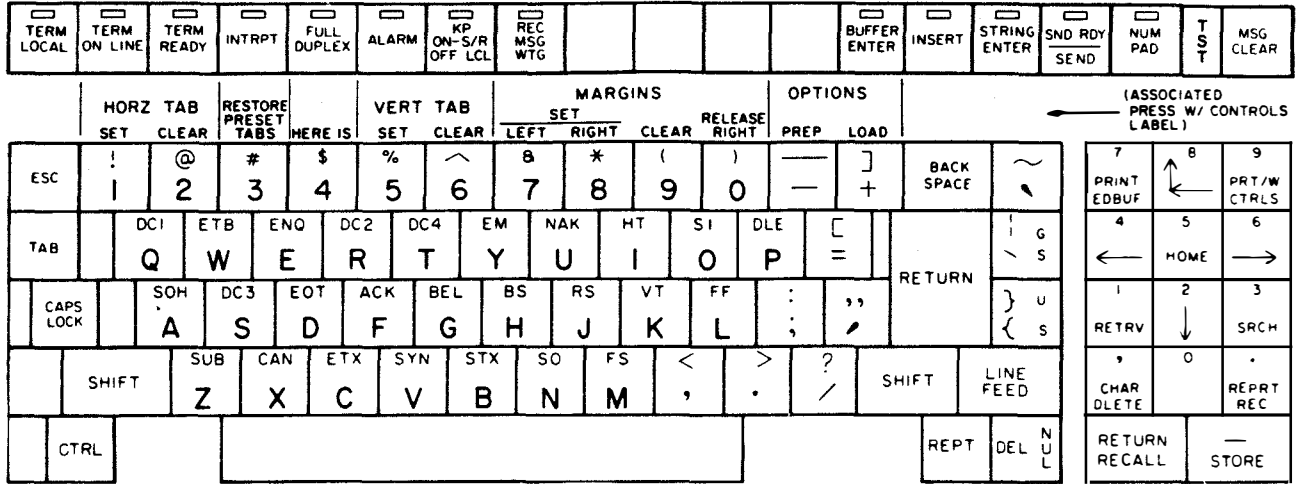 TERM LOCAL
TERM ON LINE
TERM READY
INTRPT
FULL DUPLEX
ALARM
KP ON-S/R OFF LCL
REC MSG WTG
BUFFER ENTER
INSERT
STRING ENTER
SND RDY SEND
NUM PAD
TST
MSG CLEAR
HORZ TAB
SET CLEAR
RESTORE PRESET TABS
HERE IS
VERT TAB
SET CLEAR
MARGINS
SET
LEFT RIGHT CLEAR
RELEASE RIGHT
OPTIONS
PREP LOAD
(ASSOCIATED PRESS W/ CONTROLS LABEL)
ESC
! 1
@ 2
# 3
$ 4
% 5
^ 6
& 7
* 8
( 9
) 0
— –
] +
BACK SPACE
~ `
TAB
DC1 Q
ETB W
ENQ E
DC2 R
DC4 T
EM Y
NAK U
HT I
SI O
DLE P
[ =
RETURN
¦ \ GS
CAPS LOCK
SOH A
DC3 S
EOT D
ACK F
BEL G
BS H
RS J
VT K
FF L
: ;
" '
} { US
SHIFT
SUB Z
CAN X
ETX C
SYN V
STX B
SO N
FS M
< ,
> .
? /
SHIFT
LINE FEED
CTRL
REPT
DEL NUL
7 PRINT EDBUF
8
9 PRT/W CTRLS
4 ←
5 HOME
6 →
1 RETRV
2 ↓
3 SRCH
, CHAR DLETE
0
. REPRT REC
RETURN RECALL
— STORE